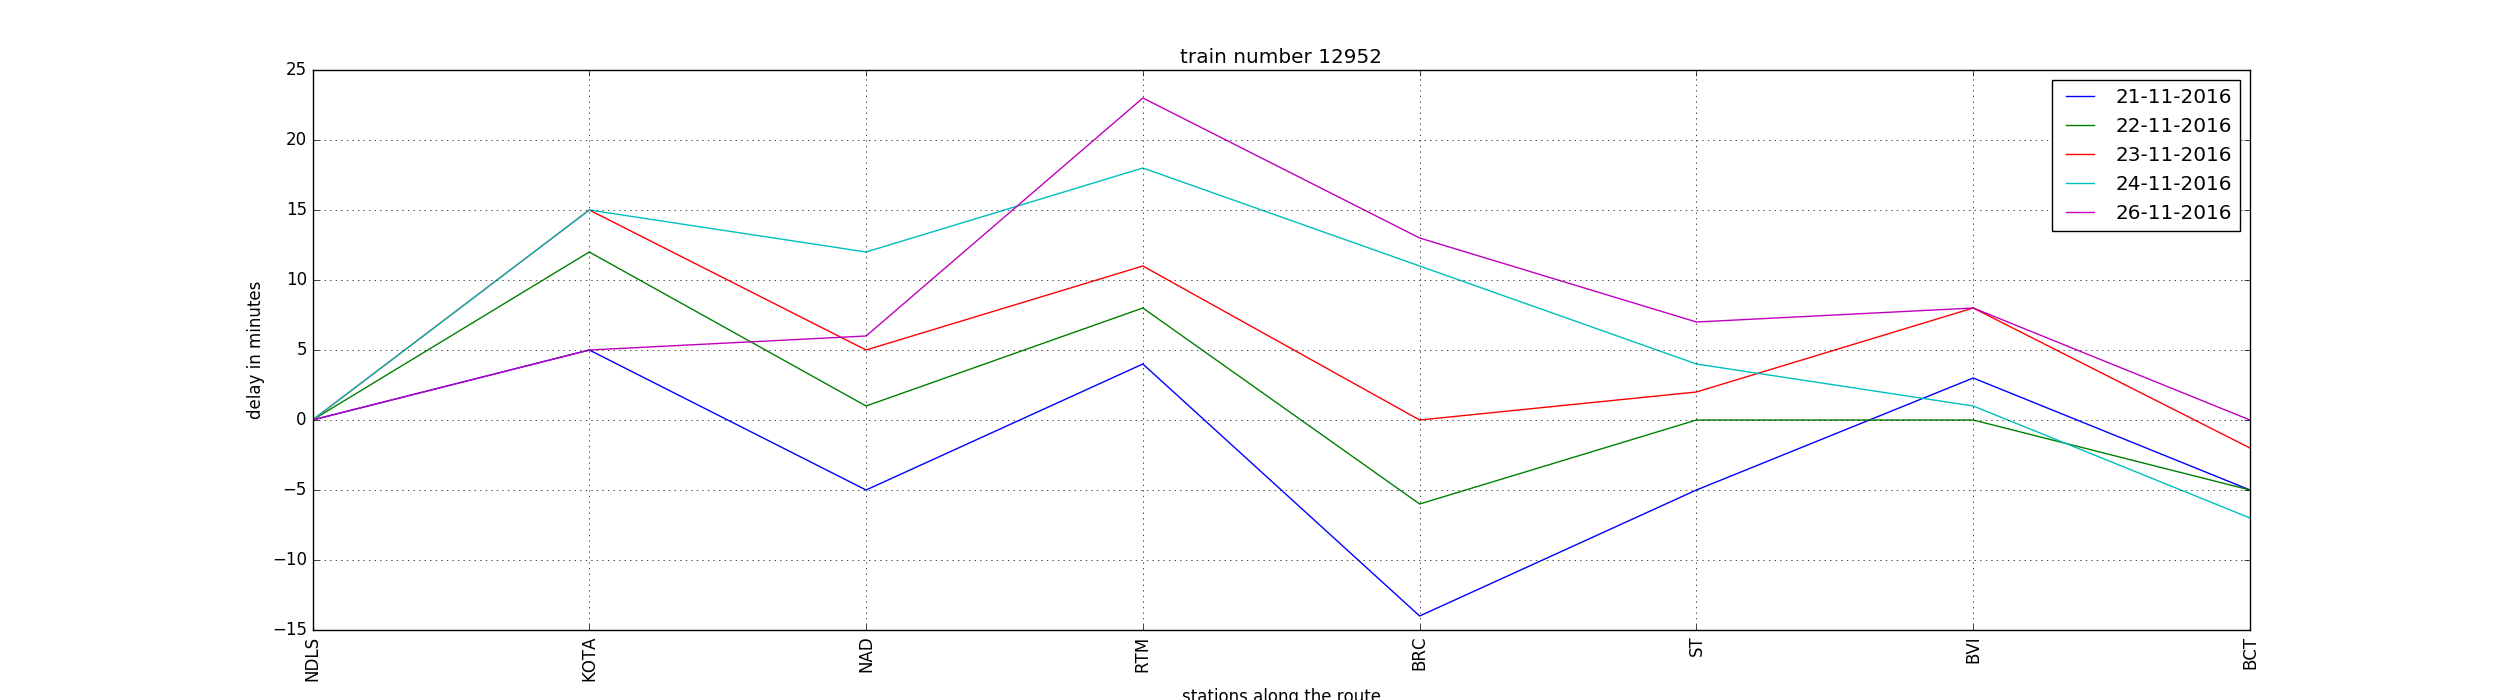 train number 12952
25
20
15
10
5
0
−5
−10
−15
delay in minutes
21-11-2016
22-11-2016
23-11-2016
24-11-2016
26-11-2016
NDLS
KOTA
NAD
RTM
BRC
ST
BVI
BCT
stations along the route